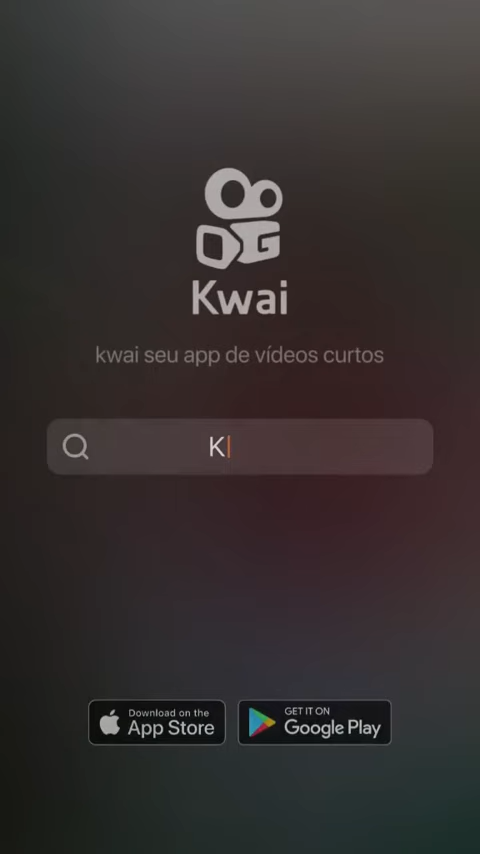 Kwai
kwai seu app de vídeos curtos
K
Download on the
App Store
GET IT ON
Google Play